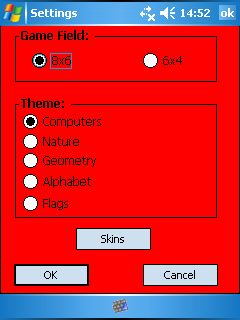 Settings 14:52 ok
Game Field:
8x6 6x4
Theme:
Computers
Nature
Geometry
Alphabet
Flags
Skins
OK Cancel